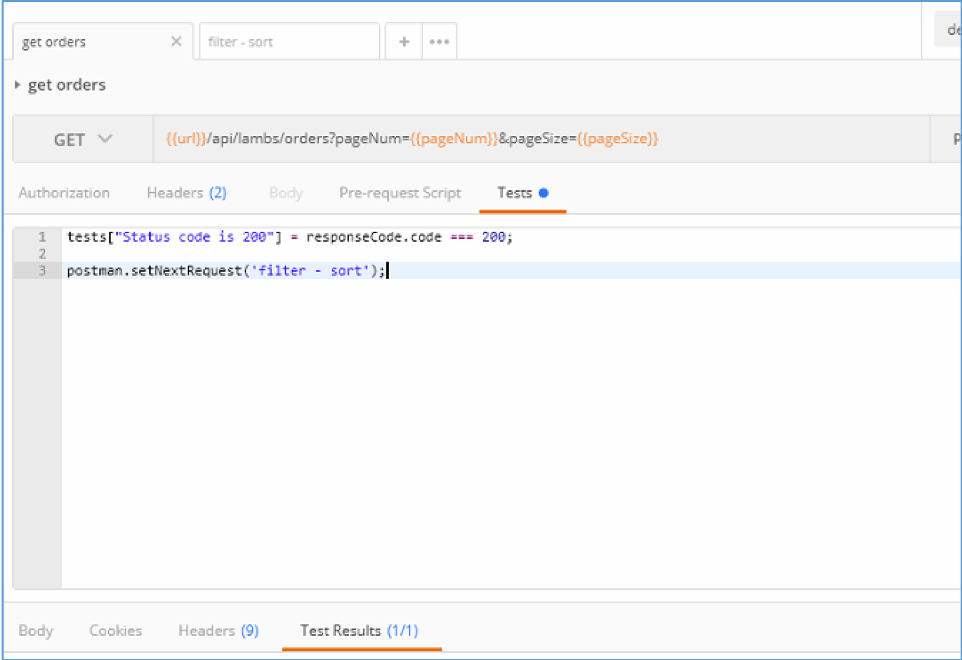 get orders
filter - sort
get orders
GET {{url}}/api/lambs/orders?pageNum={{pageNum}}&pageSize={{pageSize}}
Authorization Headers (2) Body Pre-request Script Tests
1 tests["Status code is 200"] = responseCode.code === 200;
2
3 postman.setNextRequest('filter - sort');
Body Cookies Headers (9) Test Results (1/1)